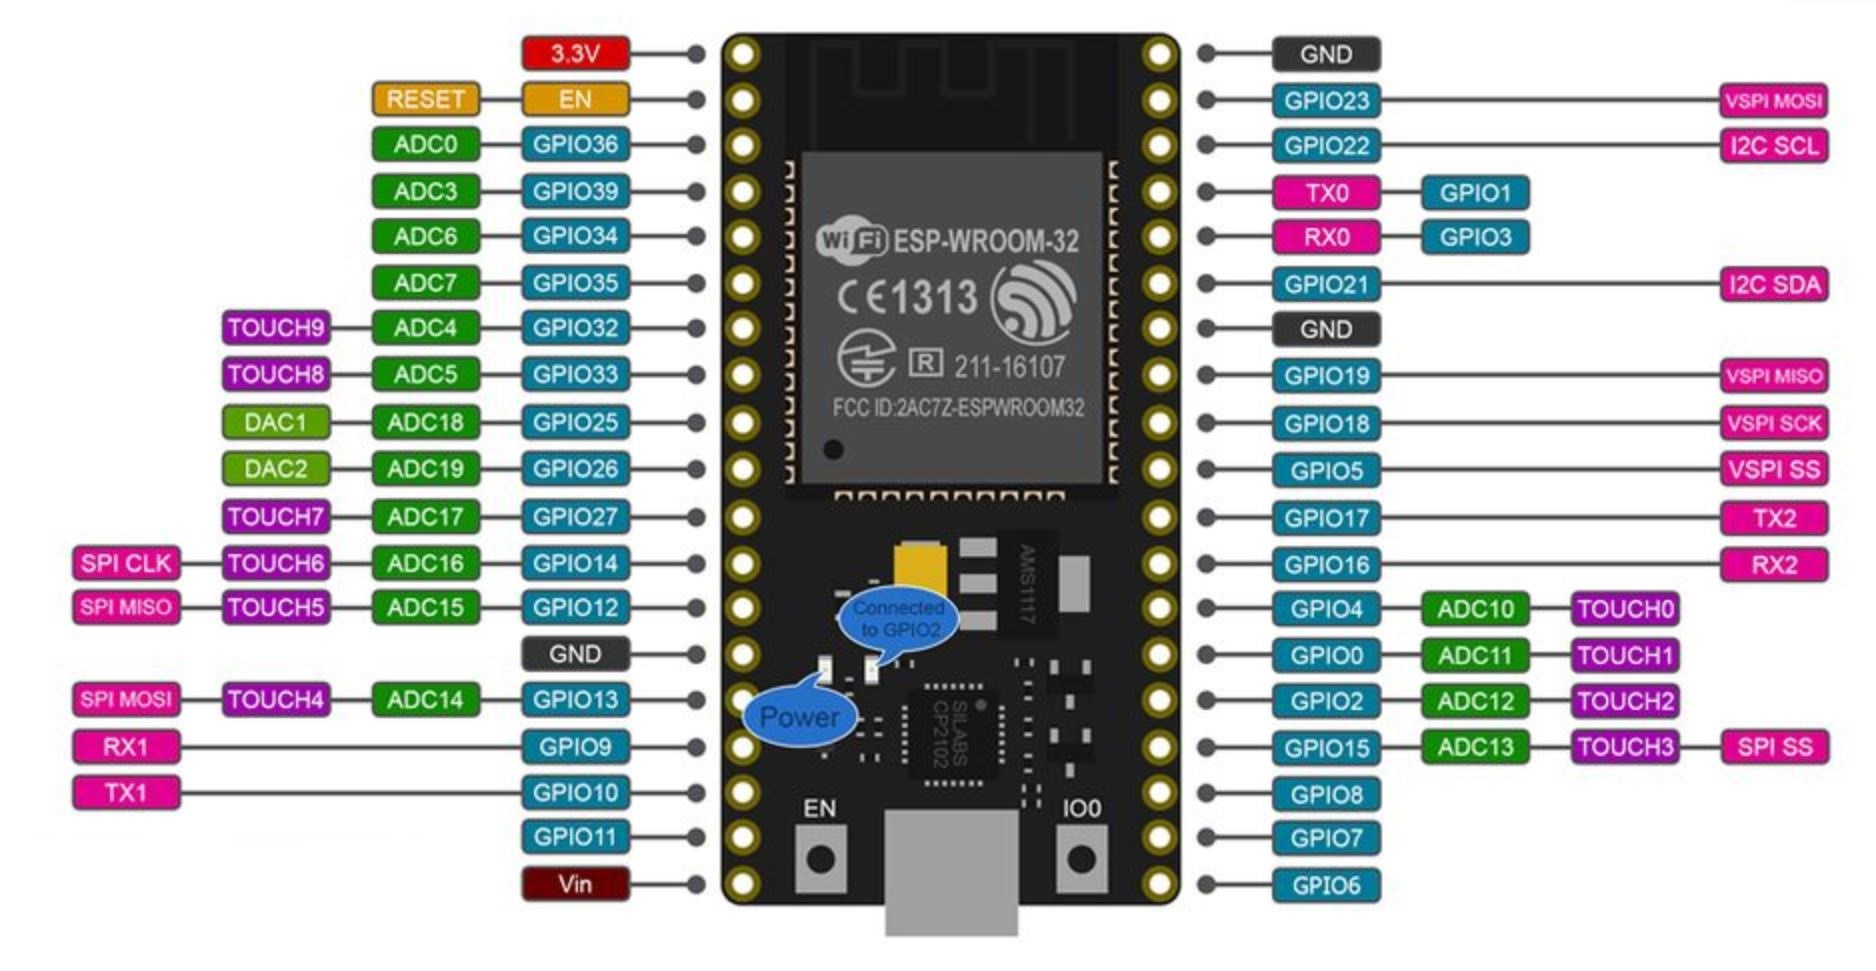 3.3V GND
RESET EN GPIO23 VSPI MOSI
ADC0 GPIO36 GPIO22 I2C SCL
ADC3 GPIO39 TX0 GPIO1
ADC6 GPIO34 WiFi ESP-WROOM-32 RX0 GPIO3
ADC7 GPIO35 CE1313 GPIO21 I2C SDA
TOUCH9 ADC4 GPIO32 GND
TOUCH8 ADC5 GPIO33 R 211-16107 GPIO19 VSPI MISO
FCC ID:2AC7Z-ESPWROOM32
DAC1 ADC18 GPIO25 GPIO18 VSPI SCK
DAC2 ADC19 GPIO26 GPIO5 VSPI SS
TOUCH7 ADC17 GPIO27 GPIO17 TX2
SPI CLK TOUCH6 ADC16 GPIO14 AMS1117 GPIO16 RX2
SPI MISO TOUCH5 ADC15 GPIO12 Connected GPIO4 ADC10 TOUCH0
to GPIO2
GND GPIO0 ADC11 TOUCH1
SPI MOSI TOUCH4 ADC14 GPIO13 Power GPIO2 ADC12 TOUCH2
SILABS
CP2102
RX1 GPIO9 GPIO15 ADC13 TOUCH3 SPI SS
TX1 GPIO10 EN IO0 GPIO8
GPIO11 GPIO7
Vin GPIO6